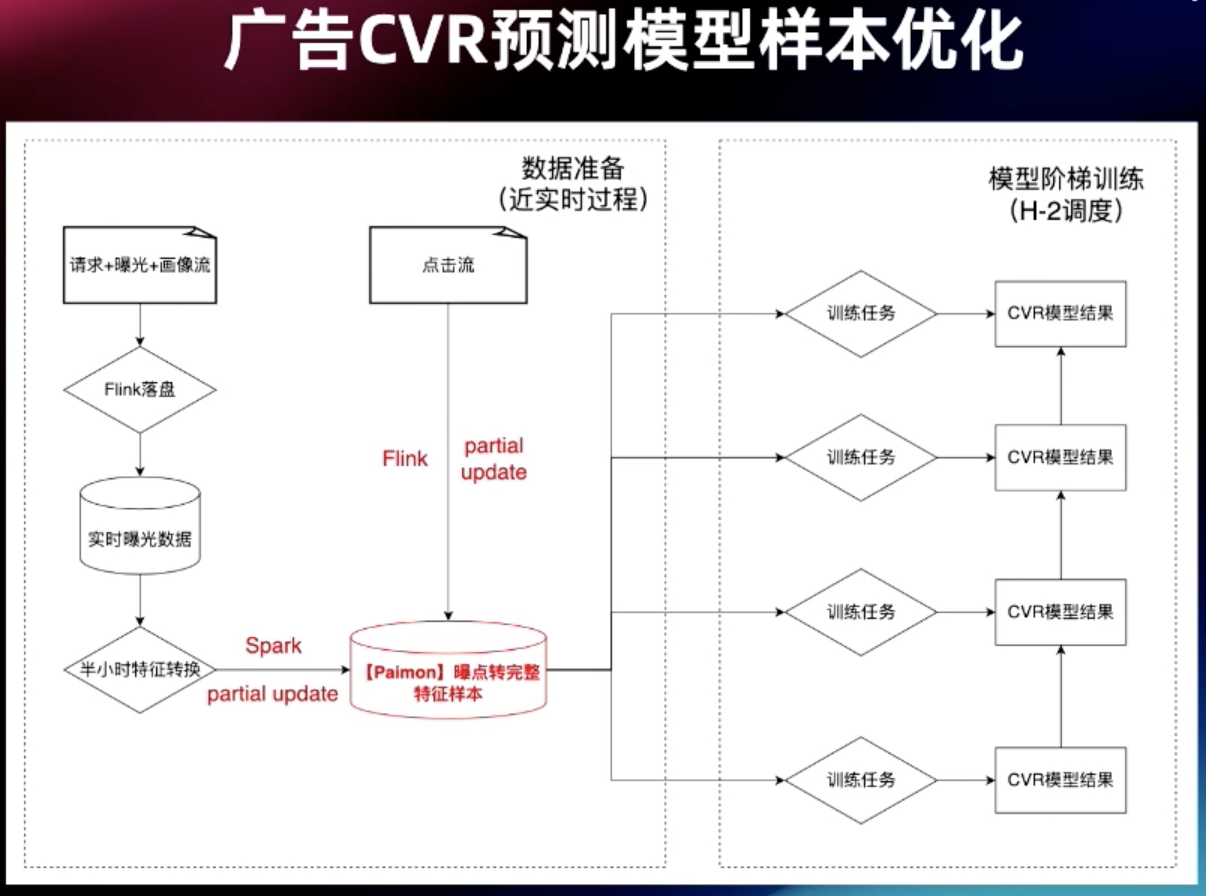 广告CVR预测模型样本优化
数据准备
（近实时过程）
模型阶梯训练
（H-2调度）
请求+曝光+画像流
点击流
Flink落盘
实时曝光数据
半小时特征转换
Spark
partial update
Flink
partial
update
【Paimon】曝点转完整
特征样本
训练任务
CVR模型结果
训练任务
CVR模型结果
训练任务
CVR模型结果
训练任务
CVR模型结果